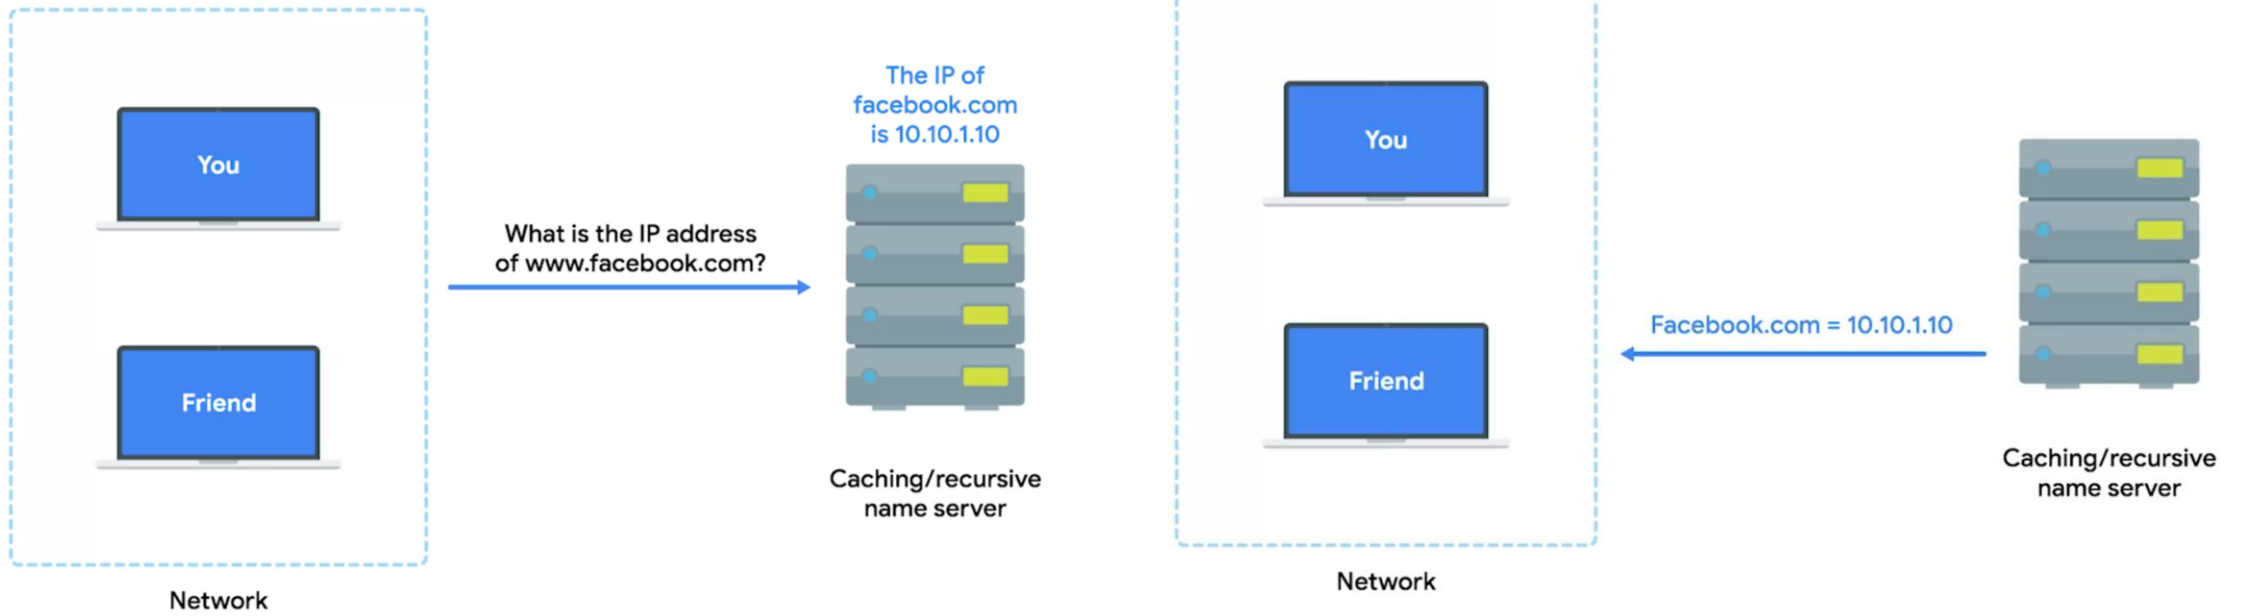 You
Friend
Network
What is the IP address
of www.facebook.com?
The IP of
facebook.com
is 10.10.1.10
Caching/recursive
name server
You
Friend
Network
Facebook.com = 10.10.1.10
Caching/recursive
name server